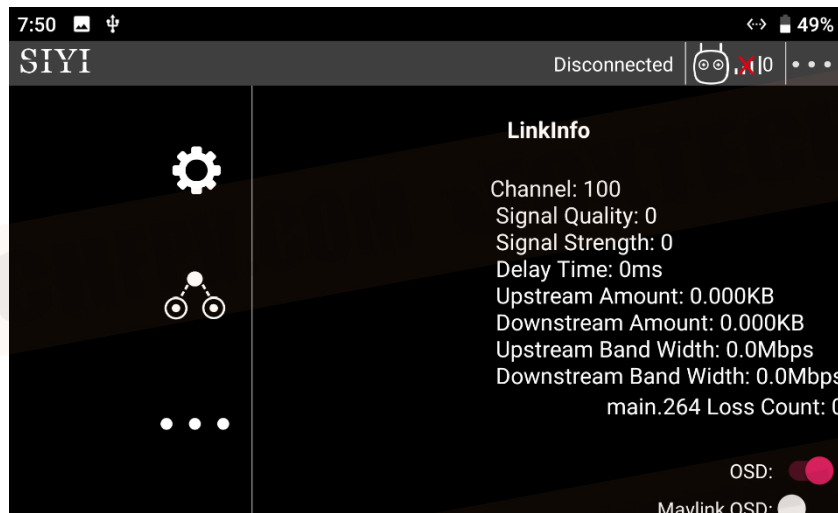 7:50 49%
SIYI Disconnected 0
LinkInfo
Channel: 100
Signal Quality: 0
Signal Strength: 0
Delay Time: 0ms
Upstream Amount: 0.000KB
Downstream Amount: 0.000KB
Upstream Band Width: 0.0Mbps
Downstream Band Width: 0.0Mbps
main.264 Loss Count: 0
OSD:
Mavlink OSD: